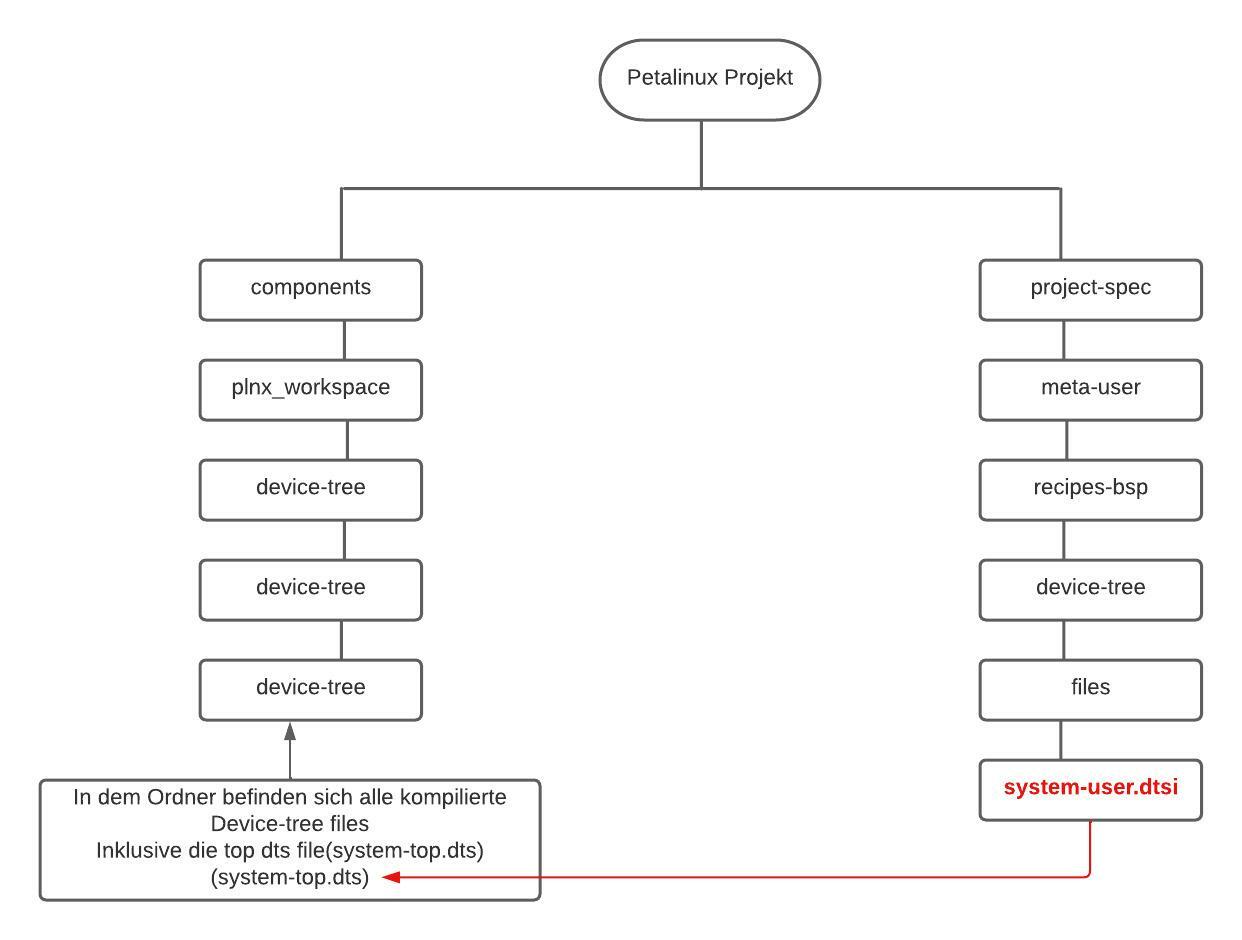 Petalinux Projekt
components
plnx_workspace
device-tree
device-tree
device-tree
In dem Ordner befinden sich alle kompilierte
Device-tree files
Inklusive die top dts file(system-top.dts)
(system-top.dts)
project-spec
meta-user
recipes-bsp
device-tree
files
system-user.dtsi